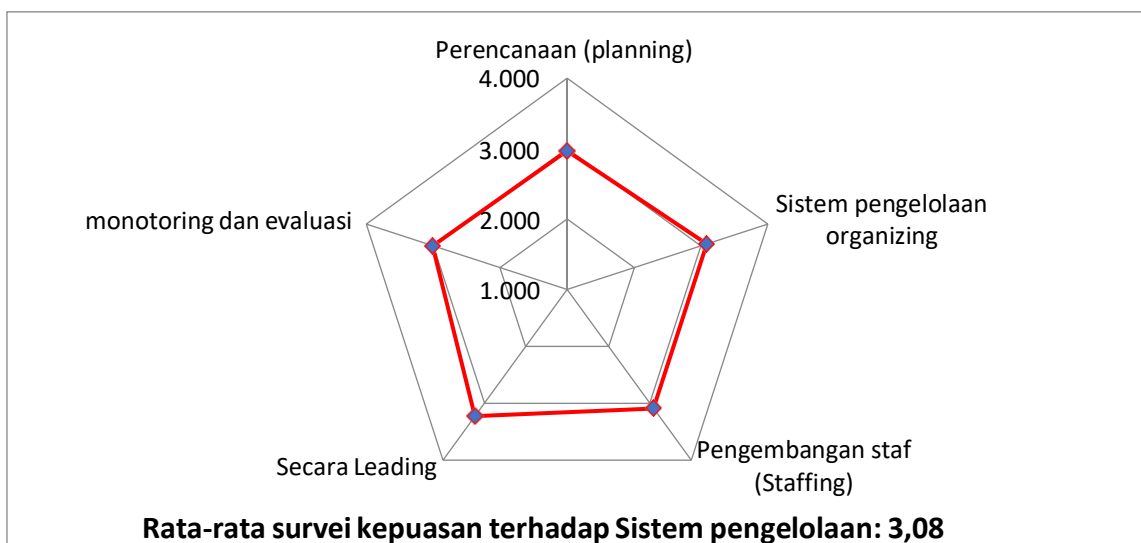 Perencanaan (planning)
4.000
3.000
2.000
1.000
Sistem pengelolaan
organizing
Pengembangan staf
(Staffing)
Secara Leading
monotoring dan evaluasi
Rata-rata survei kepuasan terhadap Sistem pengelolaan: 3,08